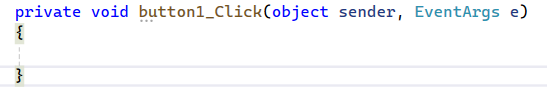 private void button1_Click(object sender, EventArgs e)
{
}